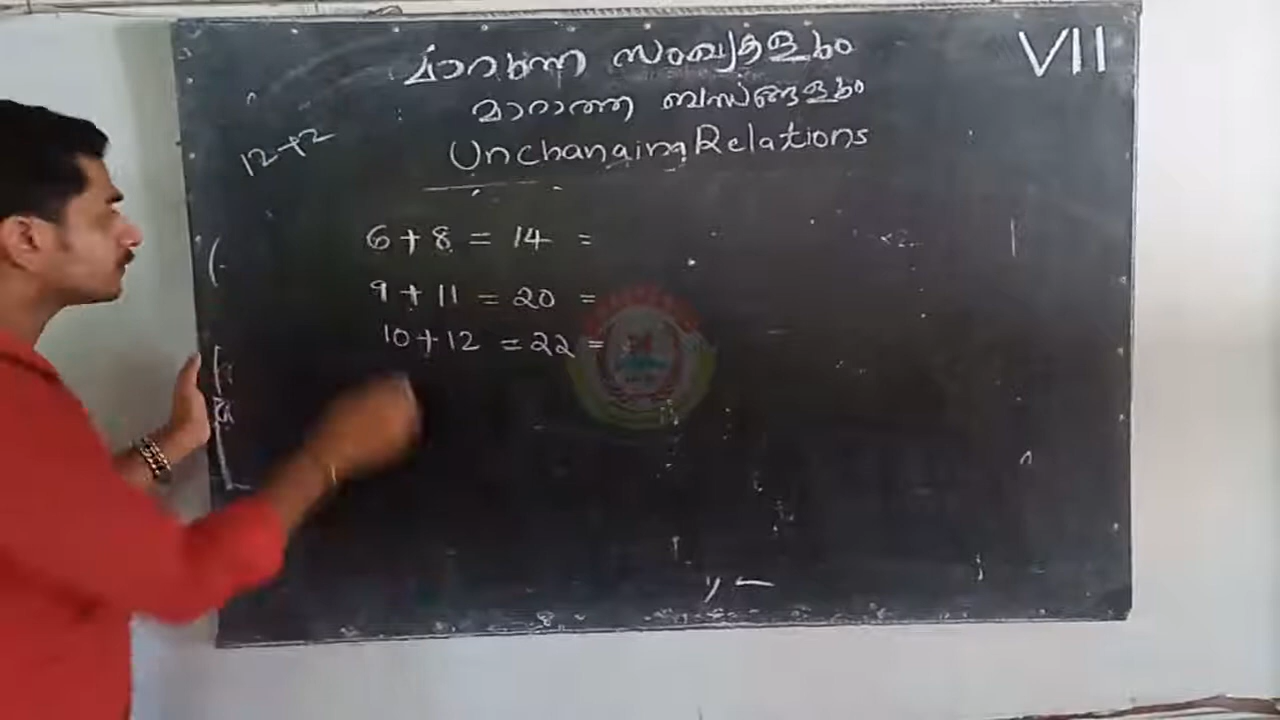 മാറുന്ന സംഖ്യകളും
മാറാത്ത ബന്ധങ്ങളും
Unchanging Relations
VII
12+2
6 + 8 = 14 =
9 + 11 = 20 =
10 + 12 = 22 =